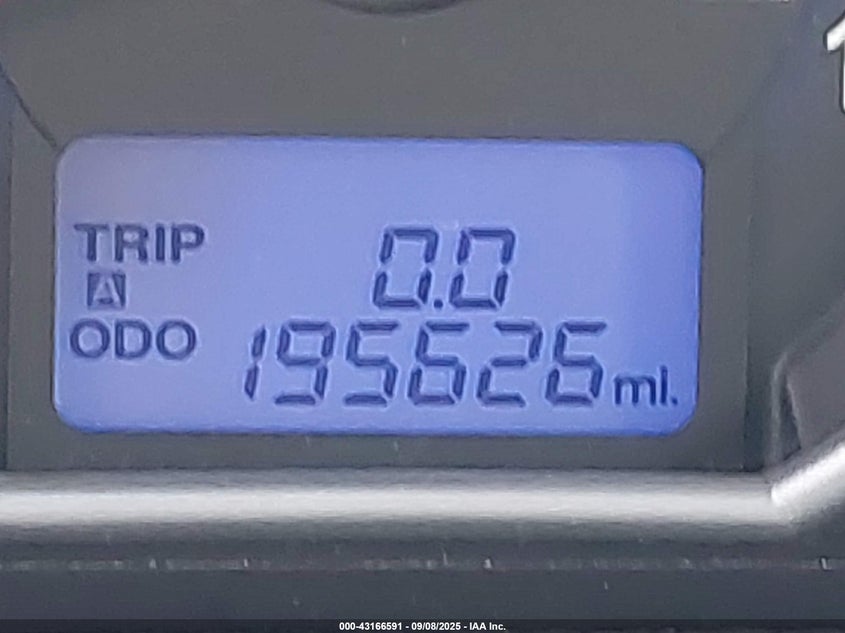 TRIP 0.0
A
ODO 195626 mi.
000-43166591 - 09/08/2025 - IAA Inc.